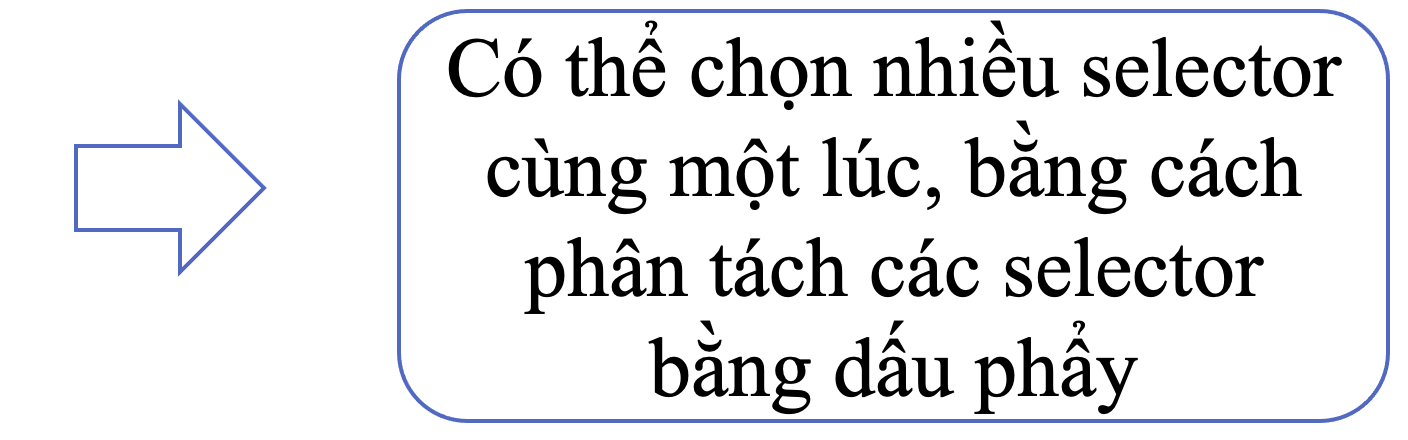 Có thể chọn nhiều selector
cùng một lúc, bằng cách
phân tách các selector
bằng dấu phẩy